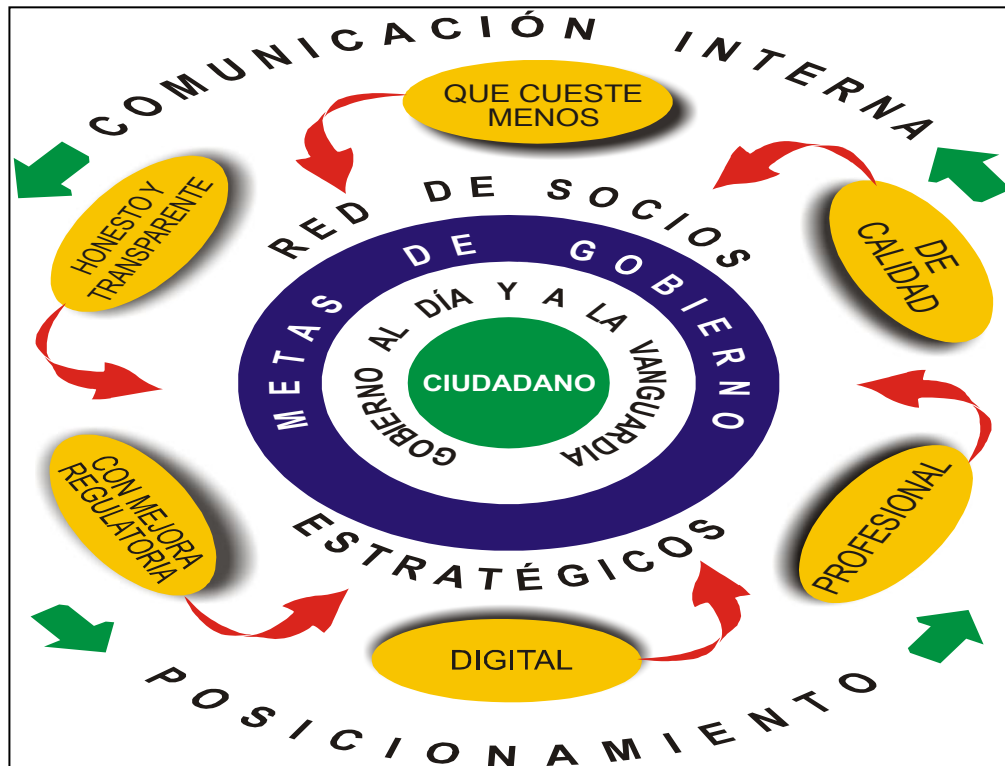 COMUNICACIÓN INTERNA
QUE CUESTE
MENOS
HONESTO Y
TRANSPARENTE
DE
CALIDAD
RED DE SOCIOS
METAS DE GOBIERNO
GOBIERNO AL DÍA Y A LA VANGUARDIA
CIUDADANO
ESTRATÉGICOS
CON MEJORA
REGULATORIA
PROFESIONAL
DIGITAL
POSICIONAMIENTO